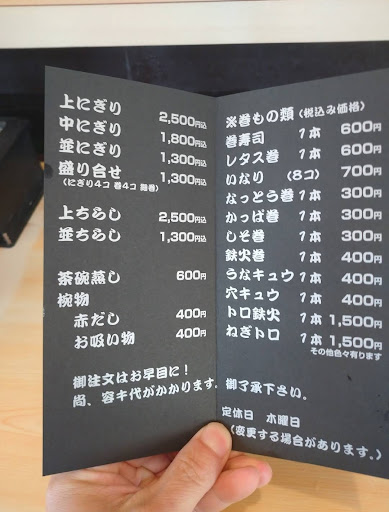 上にぎり 2,500円込
中にぎり 1,800円込
並にぎり 1,300円込
盛り合せ 1,300円込
(にぎり4コ 巻4コ 鉄巻)
上ちらし 2,500円込
並ちらし 1,300円込
茶碗蒸し 600円
椀物
赤だし 400円
お吸い物 400円
※巻もの類 (税込み価格)
巻寿司 1本 600円
レタス巻 1本 600円
いなり (8コ) 700円
なっとう巻 1本 300円
かっぱ巻 1本 300円
しそ巻 1本 300円
鉄火巻 1本 400円
うなキュウ 1本 400円
穴キュウ 1本 400円
トロ鉄火 1本 1,500円
ねぎトロ 1本 1,500円
その他色々有ります
御注文はお早目に!
尚、容キ代がかかります。御了承下さい。
定休日 水曜日
(変更する場合があります。)